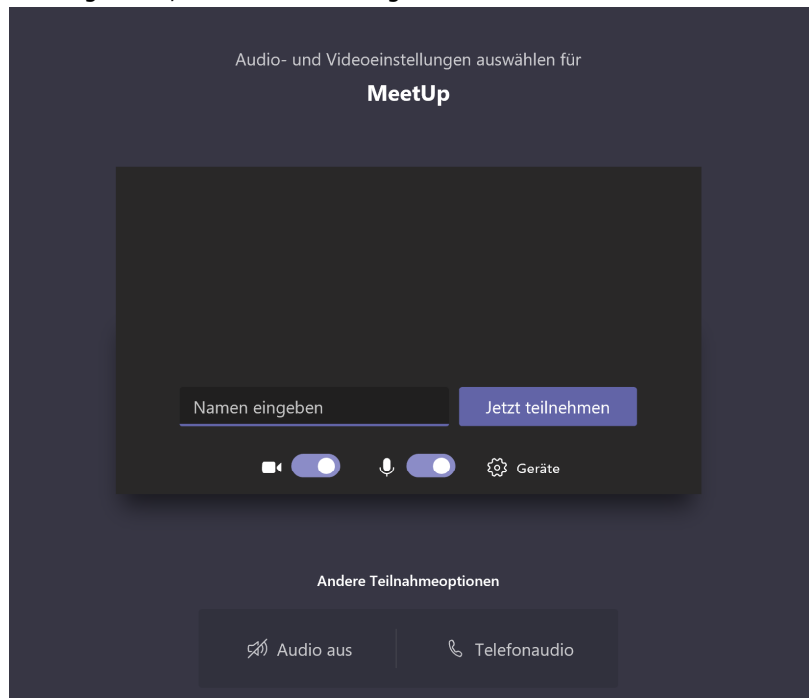 Audio- und Videoeinstellungen auswählen für
MeetUp
Namen eingeben
Jetzt teilnehmen
Geräte
Andere Teilnahmeoptionen
Audio aus
Telefonaudio